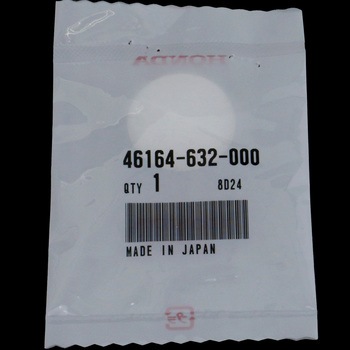 HONDA
46164-632-000
QTY 1 8D24
MADE IN JAPAN